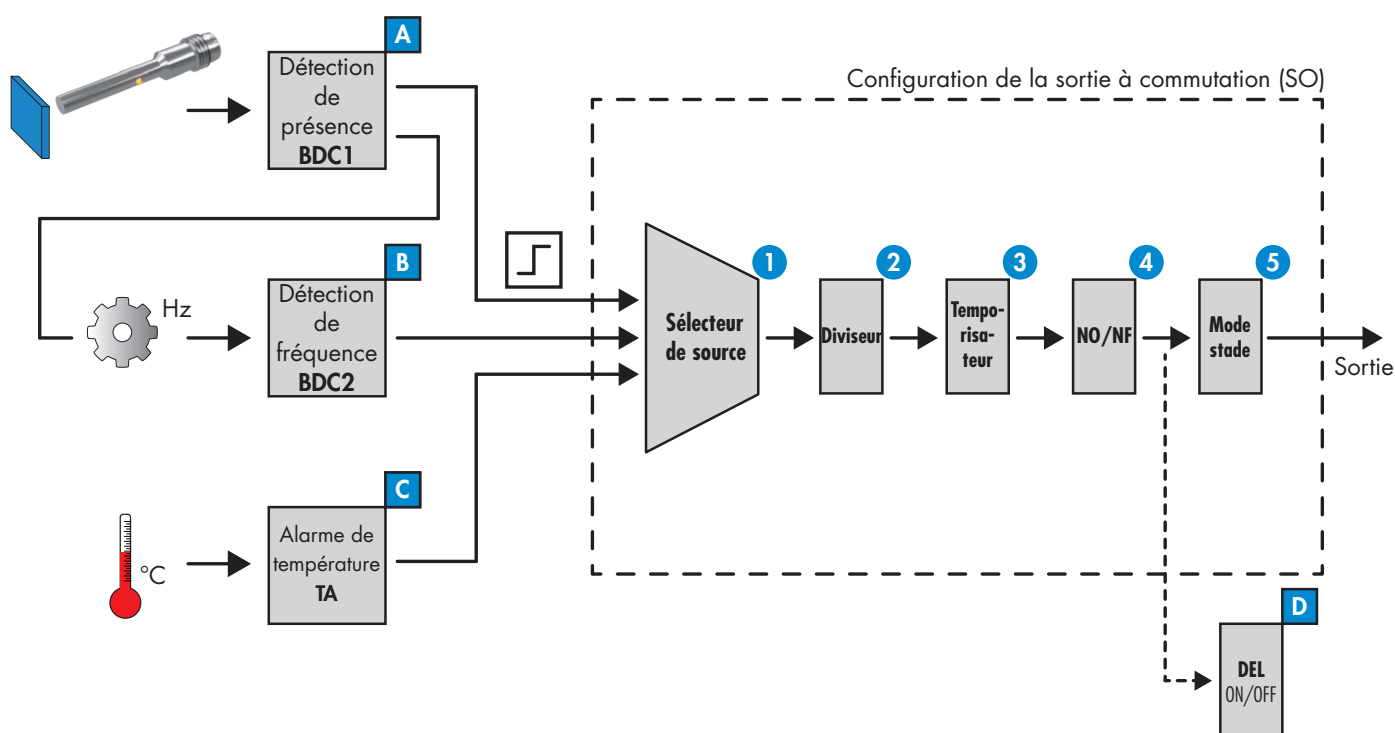 A
Détection
de
présence
BDC1
Configuration de la sortie à commutation (SO)
B
Hz
Détection
de
fréquence
BDC2
1
Sélecteur
de source
2
Diviseur
3
Tempo-
risa-
teur
4
NO/NF
5
Mode
stade
Sortie
C
°C
Alarme de
température
TA
D
DEL
ON/OFF